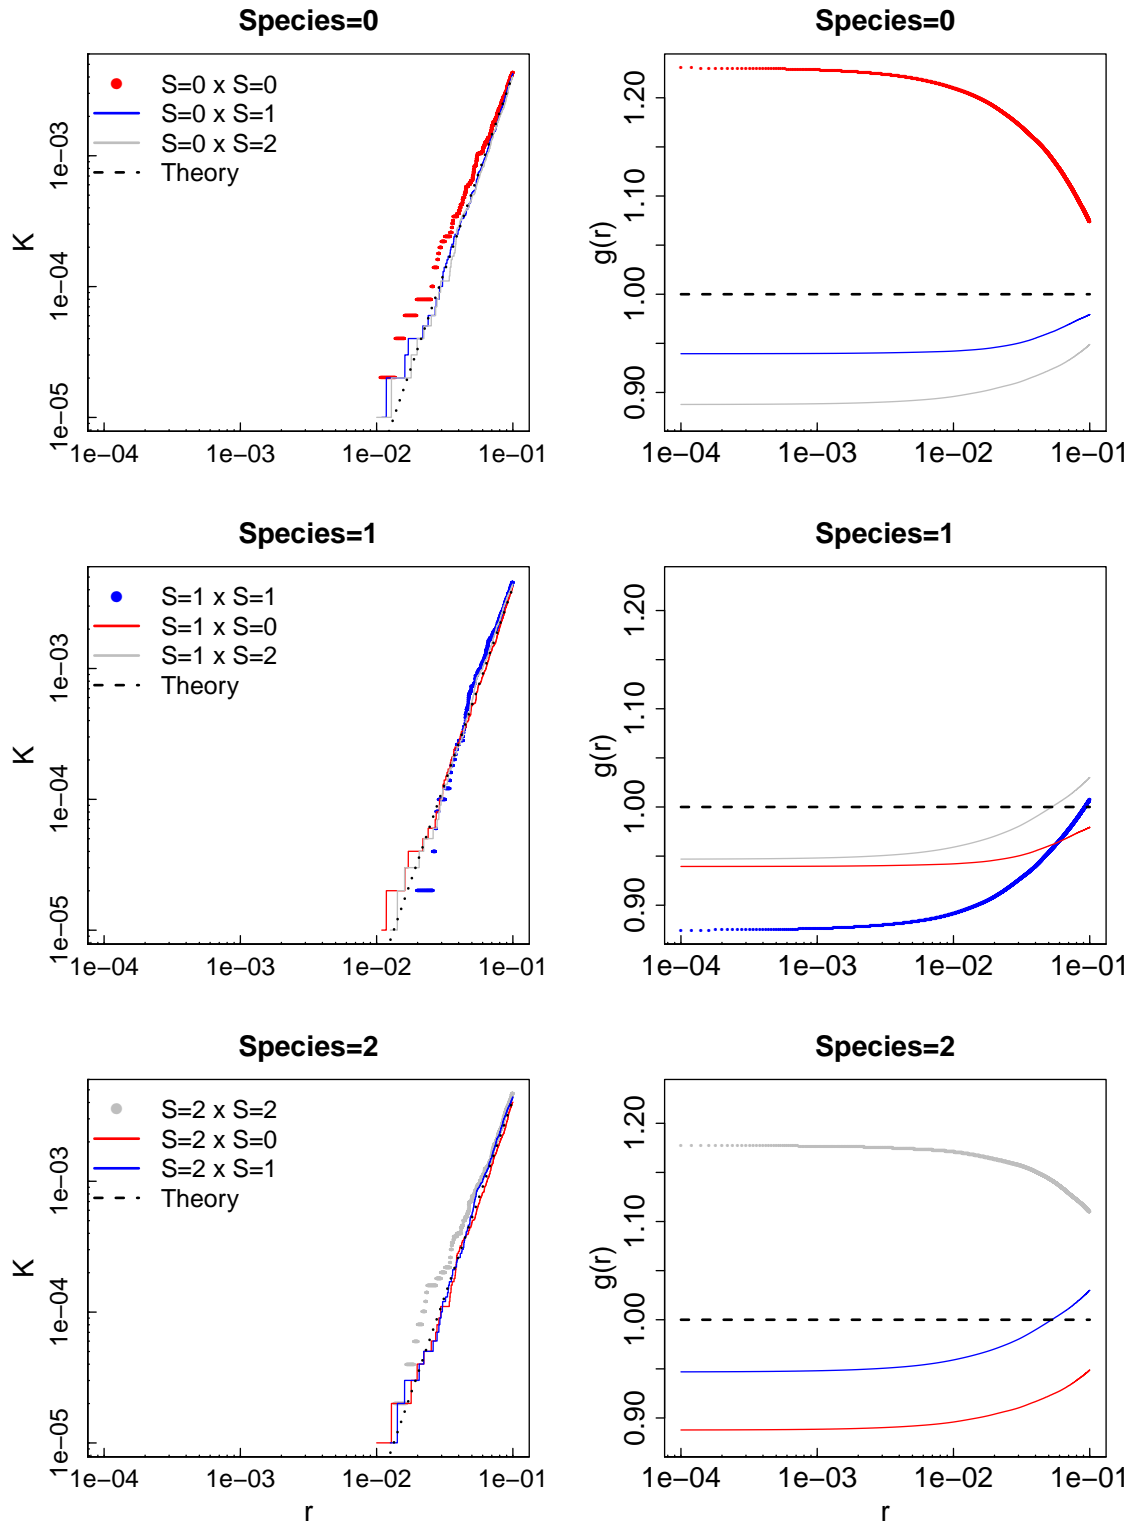 Species=0
S=0 x S=0
S=0 x S=1
S=0 x S=2
Theory
K
1e−03
1e−04
1e−05
1e−04 1e−03 1e−02 1e−01
Species=0
g(r)
1.20
1.10
1.00
0.90
1e−04 1e−03 1e−02 1e−01
Species=1
S=1 x S=1
S=1 x S=0
S=1 x S=2
Theory
K
1e−03
1e−04
1e−05
1e−04 1e−03 1e−02 1e−01
Species=1
g(r)
1.20
1.10
1.00
0.90
1e−04 1e−03 1e−02 1e−01
Species=2
S=2 x S=2
S=2 x S=0
S=2 x S=1
Theory
K
1e−03
1e−04
1e−05
1e−04 1e−03 1e−02 1e−01
r
Species=2
g(r)
1.20
1.10
1.00
0.90
1e−04 1e−03 1e−02 1e−01
r